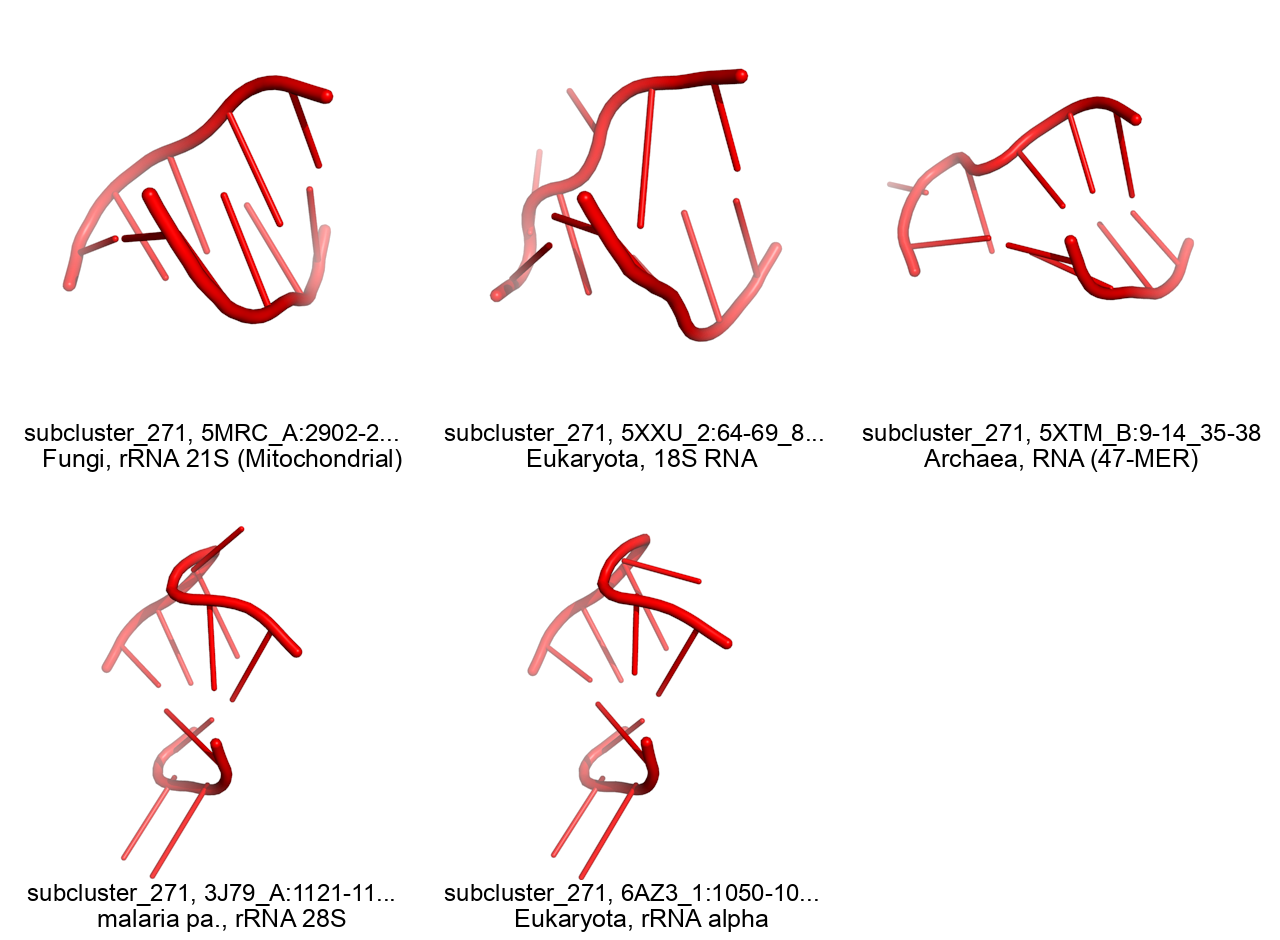 subcluster_271, 5MRC_A:2902-2...
Fungi, rRNA 21S (Mitochondrial)
subcluster_271, 5XXU_2:64-69_8...
Eukaryota, 18S RNA
subcluster_271, 5XTM_B:9-14_35-38
Archaea, RNA (47-MER)
subcluster_271, 3J79_A:1121-11...
malaria pa., rRNA 28S
subcluster_271, 6AZ3_1:1050-10...
Eukaryota, rRNA alpha